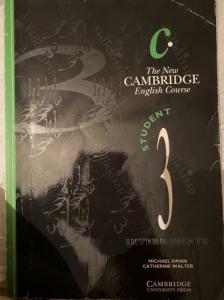 C.
The New
CAMBRIDGE
English Course
STUDENT
3
INTERMEDIATE
MICHAEL SWAN
CATHERINE WALTER
CAMBRIDGE
UNIVERSITY PRESS